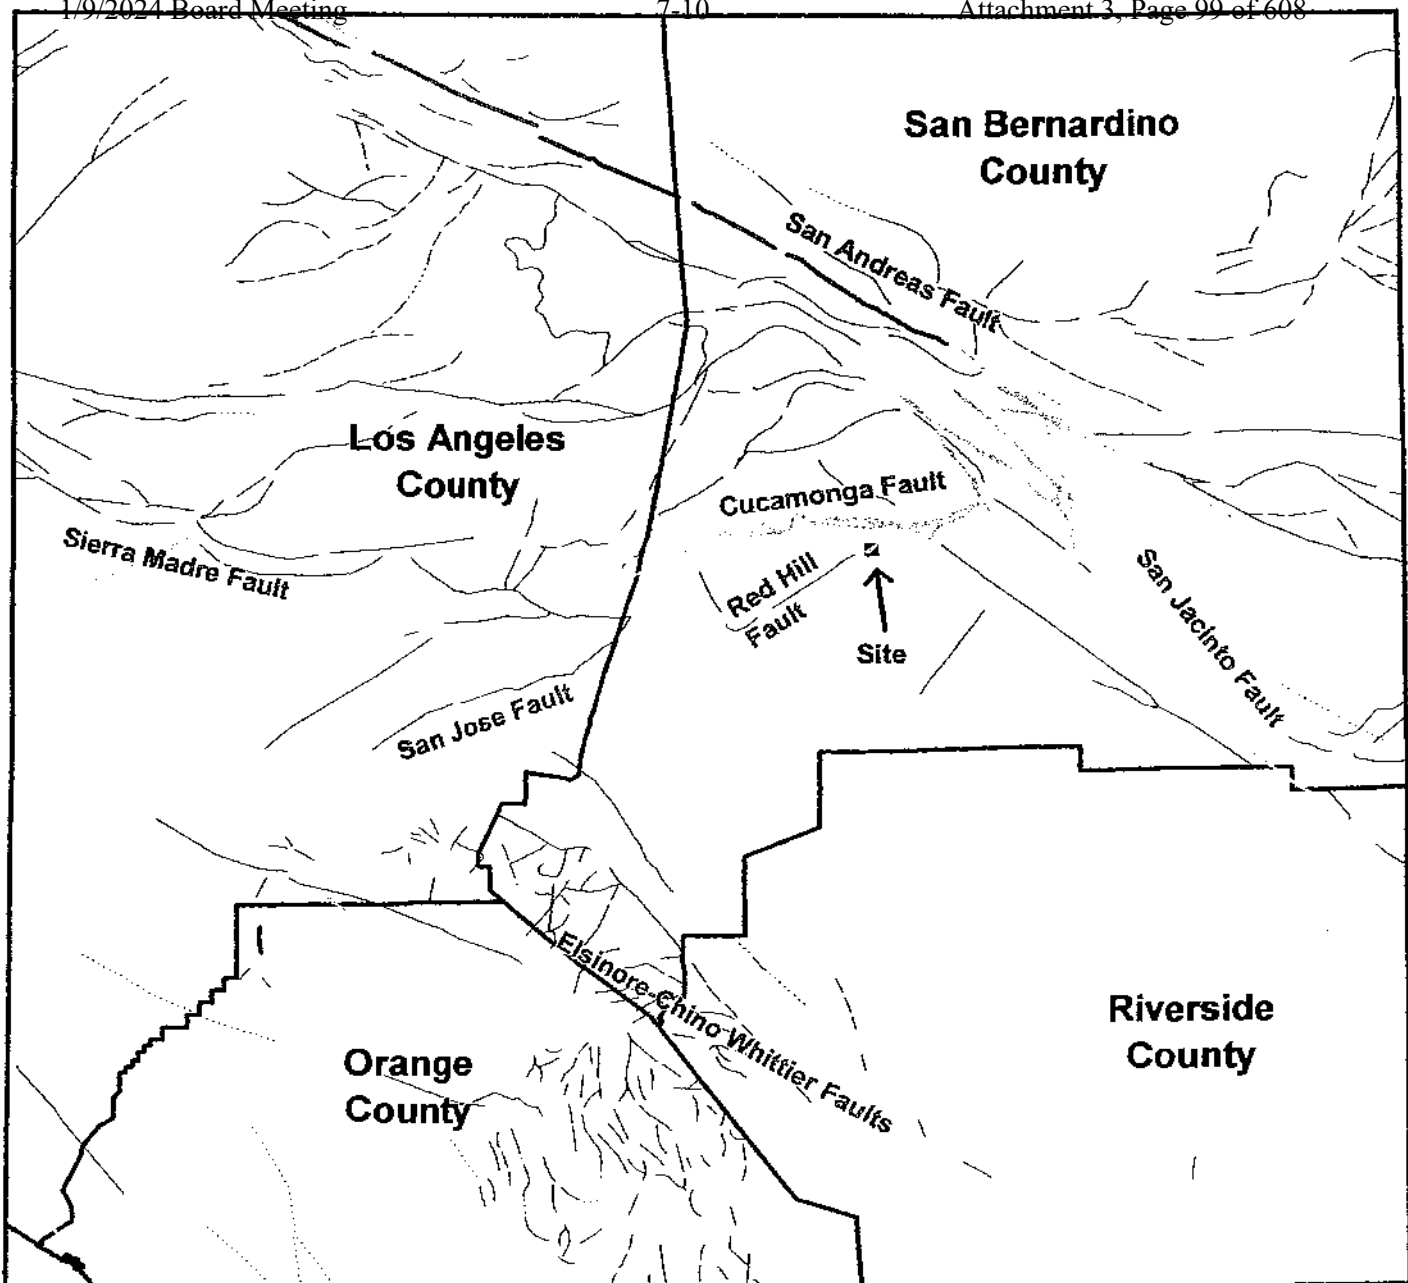 1/9/2024 Board Meeting
7-10
Attachment 3, Page 99 of 608
San Bernardino
County
San Andreas Fault
Los Angeles
County
Cucamonga Fault
Sierra Madre Fault
Red Hill
Fault
San Jacinto Fault
Site
San Jose Fault
Elsinore-Chino Whittier Faults
Riverside
County
Orange
County